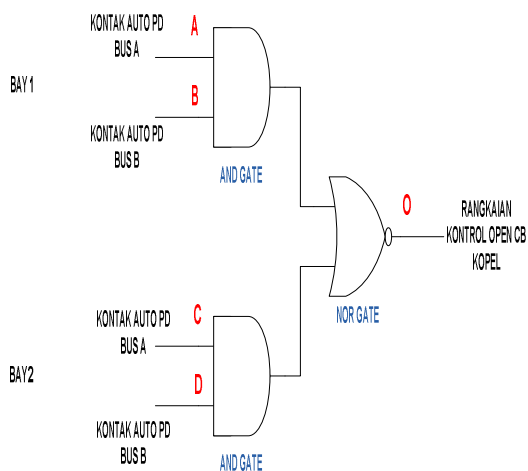 KONTAK AUTO PD
BUS A
A
BAY 1
B
KONTAK AUTO PD
BUS B
AND GATE
O
RANGKAIAN
KONTROL OPEN CB
KOPEL
NOR GATE
KONTAK AUTO PD
BUS A
C
BAY2
D
KONTAK AUTO PD
BUS B
AND GATE